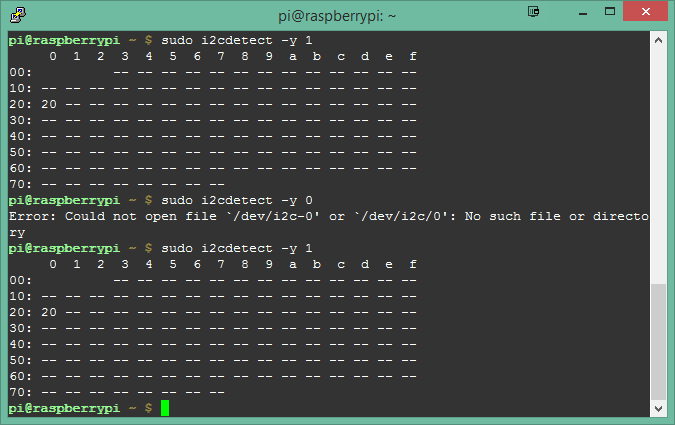 pi@raspberrypi: ~
pi@raspberrypi ~ $ sudo i2cdetect -y 1
     0  1  2  3  4  5  6  7  8  9  a  b  c  d  e  f
00:          -- -- -- -- -- -- -- -- -- -- -- -- --
10: -- -- -- -- -- -- -- -- -- -- -- -- -- -- -- --
20: 20 -- -- -- -- -- -- -- -- -- -- -- -- -- -- --
30: -- -- -- -- -- -- -- -- -- -- -- -- -- -- -- --
40: -- -- -- -- -- -- -- -- -- -- -- -- -- -- -- --
50: -- -- -- -- -- -- -- -- -- -- -- -- -- -- -- --
60: -- -- -- -- -- -- -- -- -- -- -- -- -- -- -- --
70: -- -- -- -- -- -- -- --
pi@raspberrypi ~ $ sudo i2cdetect -y 0
Error: Could not open file `/dev/i2c-0' or `/dev/i2c/0': No such file or directo
ry
pi@raspberrypi ~ $ sudo i2cdetect -y 1
     0  1  2  3  4  5  6  7  8  9  a  b  c  d  e  f
00:          -- -- -- -- -- -- -- -- -- -- -- -- --
10: -- -- -- -- -- -- -- -- -- -- -- -- -- -- -- --
20: 20 -- -- -- -- -- -- -- -- -- -- -- -- -- -- --
30: -- -- -- -- -- -- -- -- -- -- -- -- -- -- -- --
40: -- -- -- -- -- -- -- -- -- -- -- -- -- -- -- --
50: -- -- -- -- -- -- -- -- -- -- -- -- -- -- -- --
60: -- -- -- -- -- -- -- -- -- -- -- -- -- -- -- --
70: -- -- -- -- -- -- -- --
pi@raspberrypi ~ $